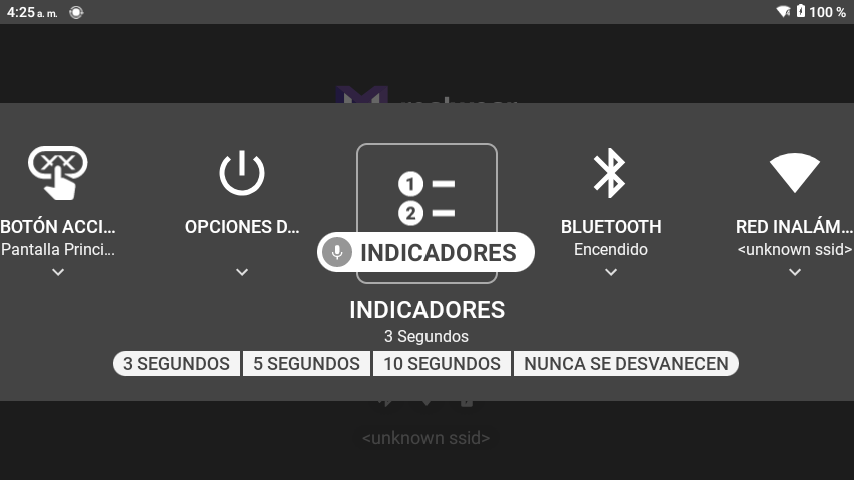 4:25 a. m.
100 %
BOTÓN ACCI...
Pantalla Princi...
OPCIONES D...
1
2
INDICADORES
BLUETOOTH
Encendido
RED INALÁM...
<unknown ssid>
INDICADORES
3 Segundos
3 SEGUNDOS
5 SEGUNDOS
10 SEGUNDOS
NUNCA SE DESVANECEN
<unknown ssid>